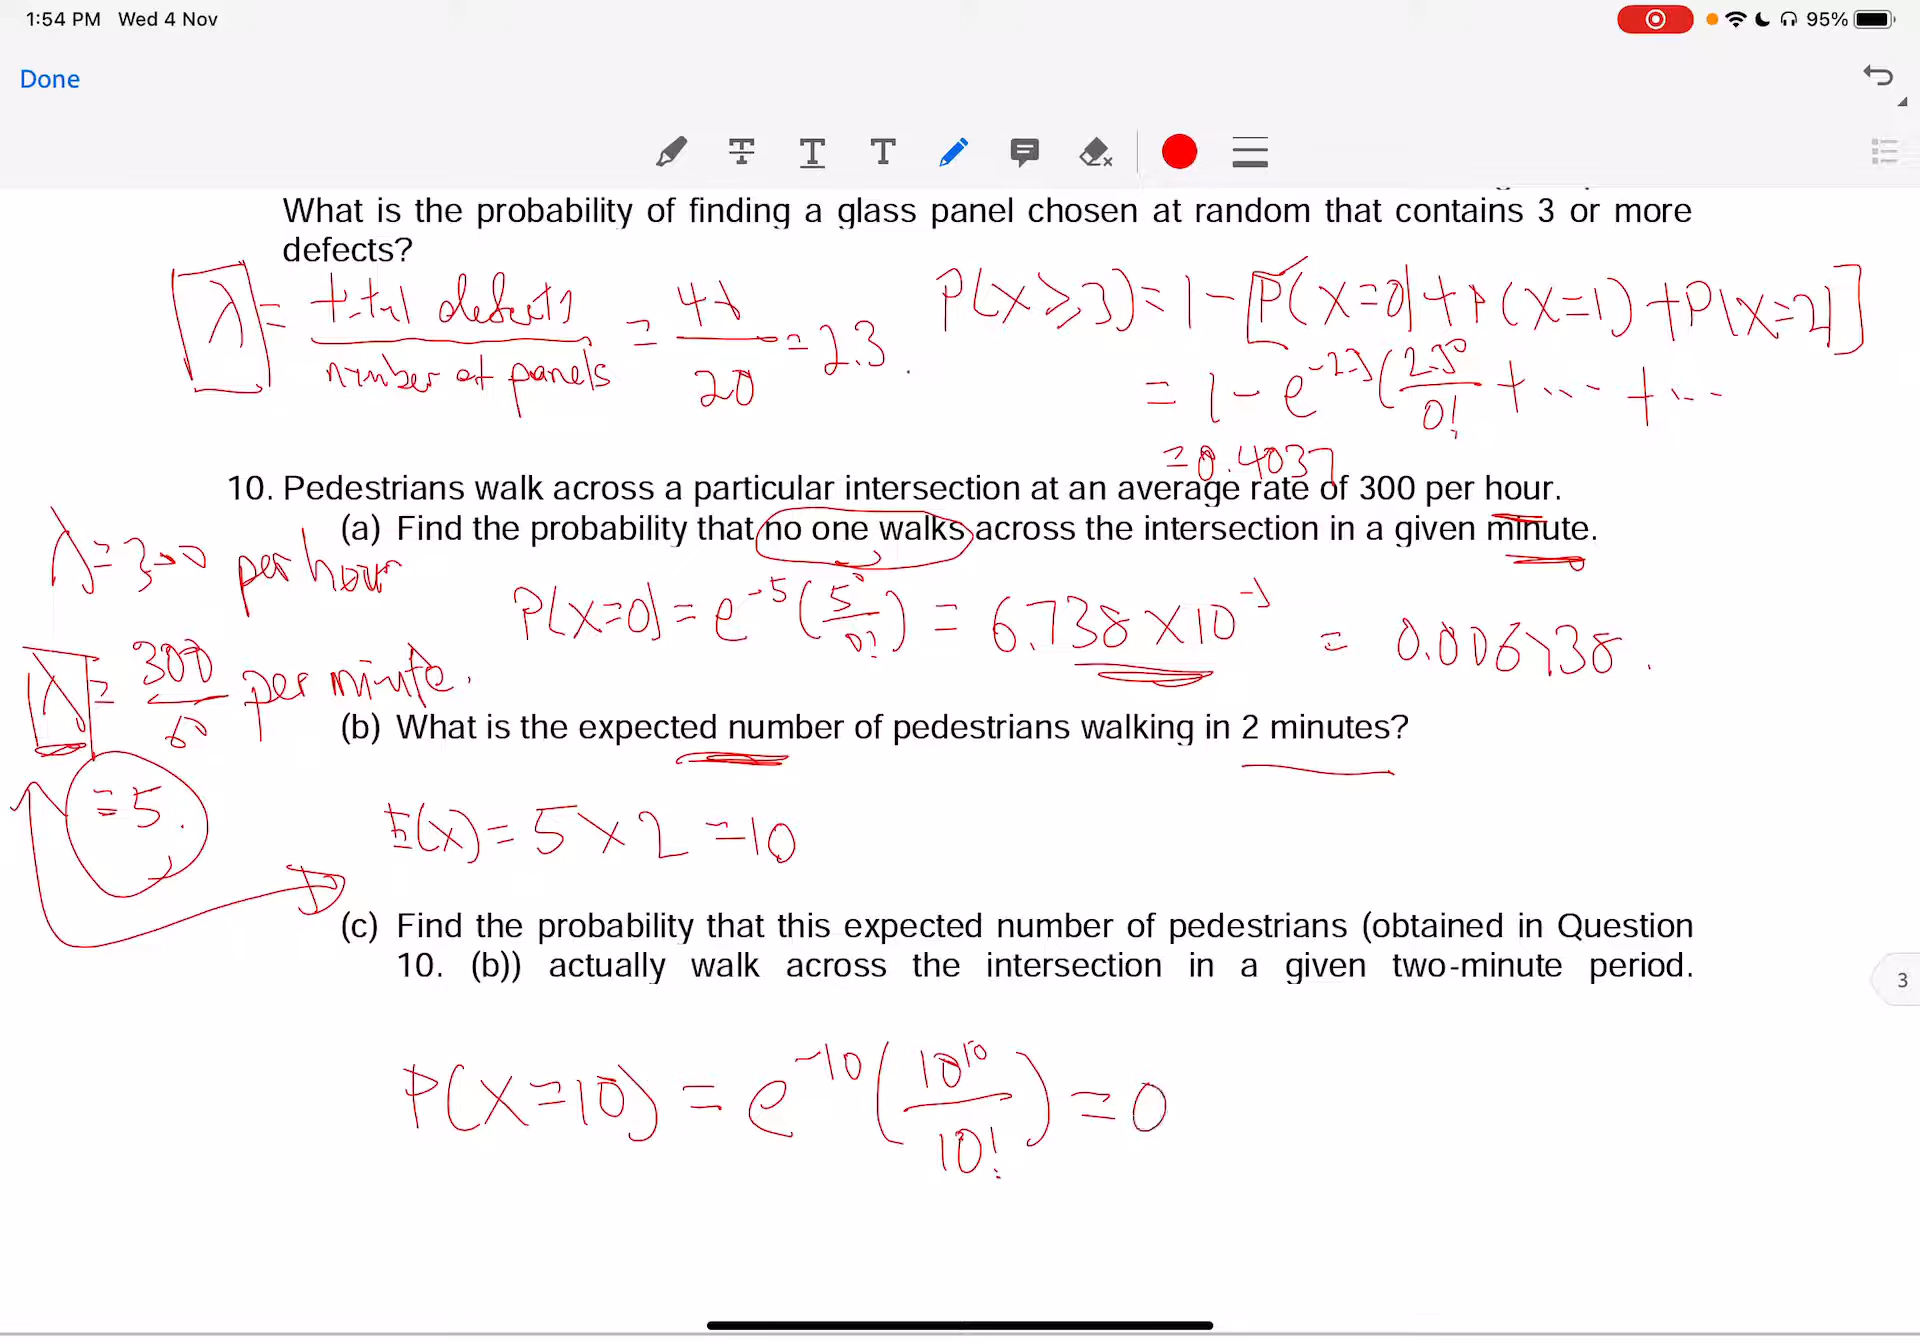 1:54 PM Wed 4 Nov
95%
Done
What is the probability of finding a glass panel chosen at random that contains 3 or more
defects?
λ = total defects / number of panels = 46 / 20 = 2.3.
P(X ≥ 3) = 1 - [P(X=0) + P(X=1) + P(X=2)]
= 1 - e^-2.3 (2.3^0 / 0! + ... + ...
= 0.4037
10. Pedestrians walk across a particular intersection at an average rate of 300 per hour.
(a) Find the probability that no one walks across the intersection in a given minute.
λ = 300 per hour
P(X=0) = e^-5 (5^0 / 0!) = 6.738 × 10^-3 = 0.006738.
λ = 300 / 60 per minute.
(b) What is the expected number of pedestrians walking in 2 minutes?
= 5.
E(X) = 5 × 2 = 10
(c) Find the probability that this expected number of pedestrians (obtained in Question
10. (b)) actually walk across the intersection in a given two-minute period.
3
P(X=10) = e^-10 (10^10 / 10!) = 0